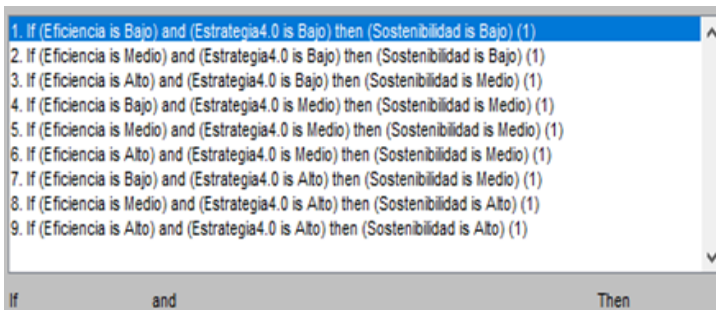 1. If (Eficiencia is Bajo) and (Estrategia4.0 is Bajo) then (Sostenibilidad is Bajo) (1)
2. If (Eficiencia is Medio) and (Estrategia4.0 is Bajo) then (Sostenibilidad is Bajo) (1)
3. If (Eficiencia is Alto) and (Estrategia4.0 is Bajo) then (Sostenibilidad is Medio) (1)
4. If (Eficiencia is Bajo) and (Estrategia4.0 is Medio) then (Sostenibilidad is Medio) (1)
5. If (Eficiencia is Medio) and (Estrategia4.0 is Medio) then (Sostenibilidad is Medio) (1)
6. If (Eficiencia is Alto) and (Estrategia4.0 is Medio) then (Sostenibilidad is Medio) (1)
7. If (Eficiencia is Bajo) and (Estrategia4.0 is Alto) then (Sostenibilidad is Medio) (1)
8. If (Eficiencia is Medio) and (Estrategia4.0 is Alto) then (Sostenibilidad is Alto) (1)
9. If (Eficiencia is Alto) and (Estrategia4.0 is Alto) then (Sostenibilidad is Alto) (1)
If and Then